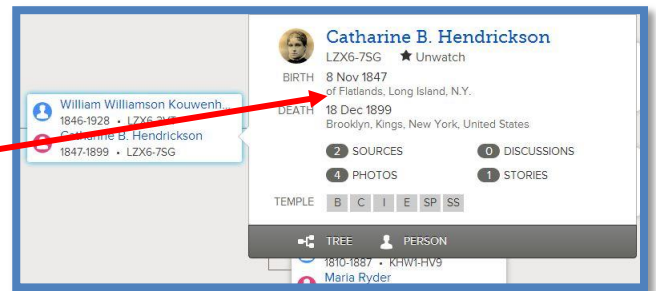 William Williamson Kouwenh...
1846-1928 •
Catharine B. Hendrickson
1847-1899 • LZX6-7SG
Catharine B. Hendrickson
LZX6-7SG ★ Unwatch
BIRTH 8 Nov 1847
of Flatlands, Long Island, N.Y.
DEATH 18 Dec 1899
Brooklyn, Kings, New York, United States
2 SOURCES 0 DISCUSSIONS
4 PHOTOS 1 STORIES
TEMPLE B C I E SP SS
TREE PERSON
1810-1887 • KHW1-HV9
Maria Ryder